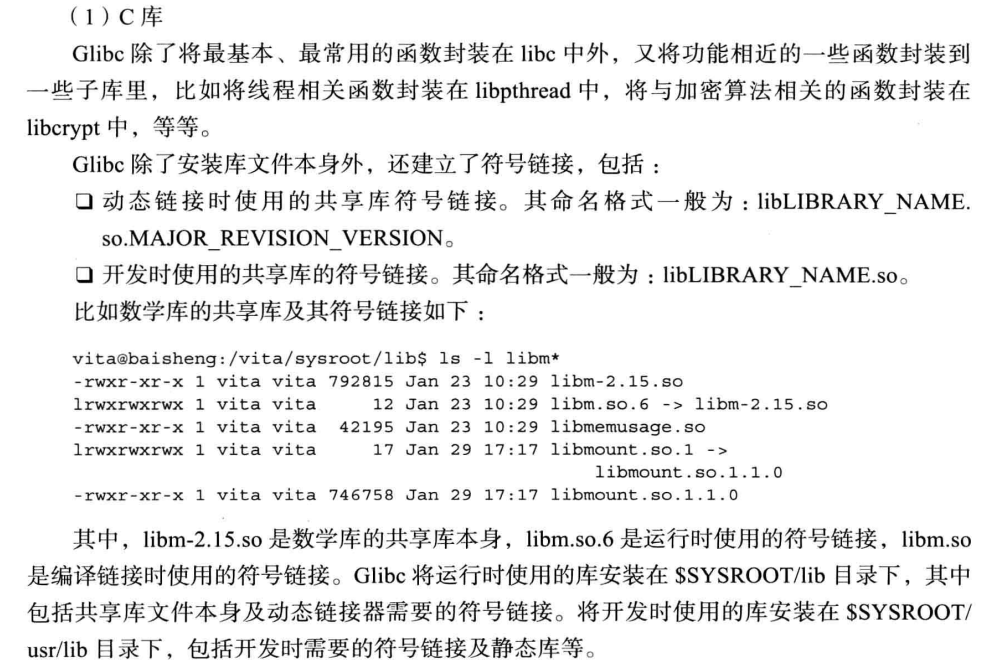 （1）C 库
Glibc 除了将最基本、最常用的函数封装在 libc 中外，又将功能相近的一些函数封装到
一些子库里，比如将线程相关函数封装在 libpthread 中，将与加密算法相关的函数封装在
libcrypt 中，等等。
Glibc 除了安装库文件本身外，还建立了符号链接，包括：
❑ 动态链接时使用的共享库符号链接。其命名格式一般为：libLIBRARY_NAME.
so.MAJOR_REVISION_VERSION。
❑ 开发时使用的共享库的符号链接。其命名格式一般为：libLIBRARY_NAME.so。
比如数学库的共享库及其符号链接如下：
vita@baisheng:/vita/sysroot/lib$ ls -l libm*
-rwxr-xr-x 1 vita vita 792815 Jan 23 10:29 libm-2.15.so
lrwxrwxrwx 1 vita vita     12 Jan 23 10:29 libm.so.6 -> libm-2.15.so
-rwxr-xr-x 1 vita vita  42195 Jan 23 10:29 libmemusage.so
lrwxrwxrwx 1 vita vita     17 Jan 29 17:17 libmount.so.1 ->
libmount.so.1.1.0
-rwxr-xr-x 1 vita vita 746758 Jan 29 17:17 libmount.so.1.1.0
其中，libm-2.15.so 是数学库的共享库本身，libm.so.6 是运行时使用的符号链接，libm.so
是编译链接时使用的符号链接。Glibc 将运行时使用的库安装在 $SYSROOT/lib 目录下，其中
包括共享库文件本身及动态链接器需要的符号链接。将开发时使用的库安装在 $SYSROOT/
usr/lib 目录下，包括开发时需要的符号链接及静态库等。